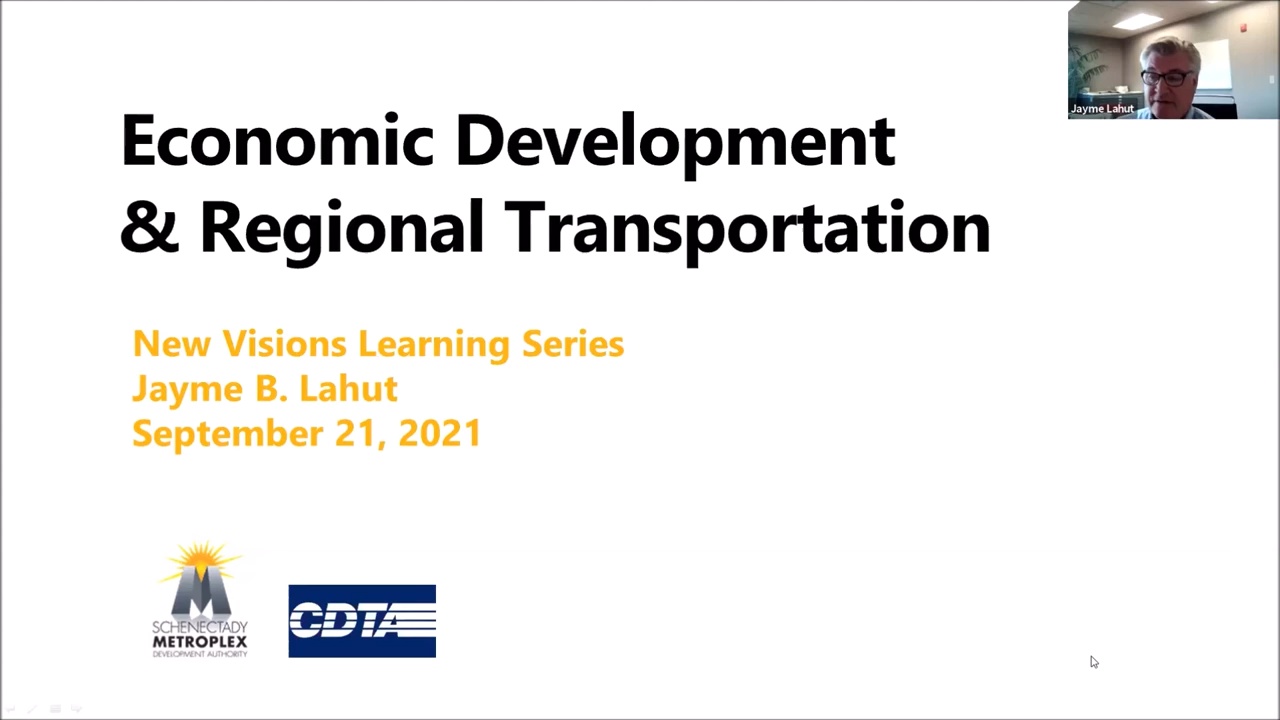 Jayme Lahut
Economic Development
& Regional Transportation
New Visions Learning Series
Jayme B. Lahut
September 21, 2021
SCHENECTADY
METROPLEX
DEVELOPMENT AUTHORITY
CDTA